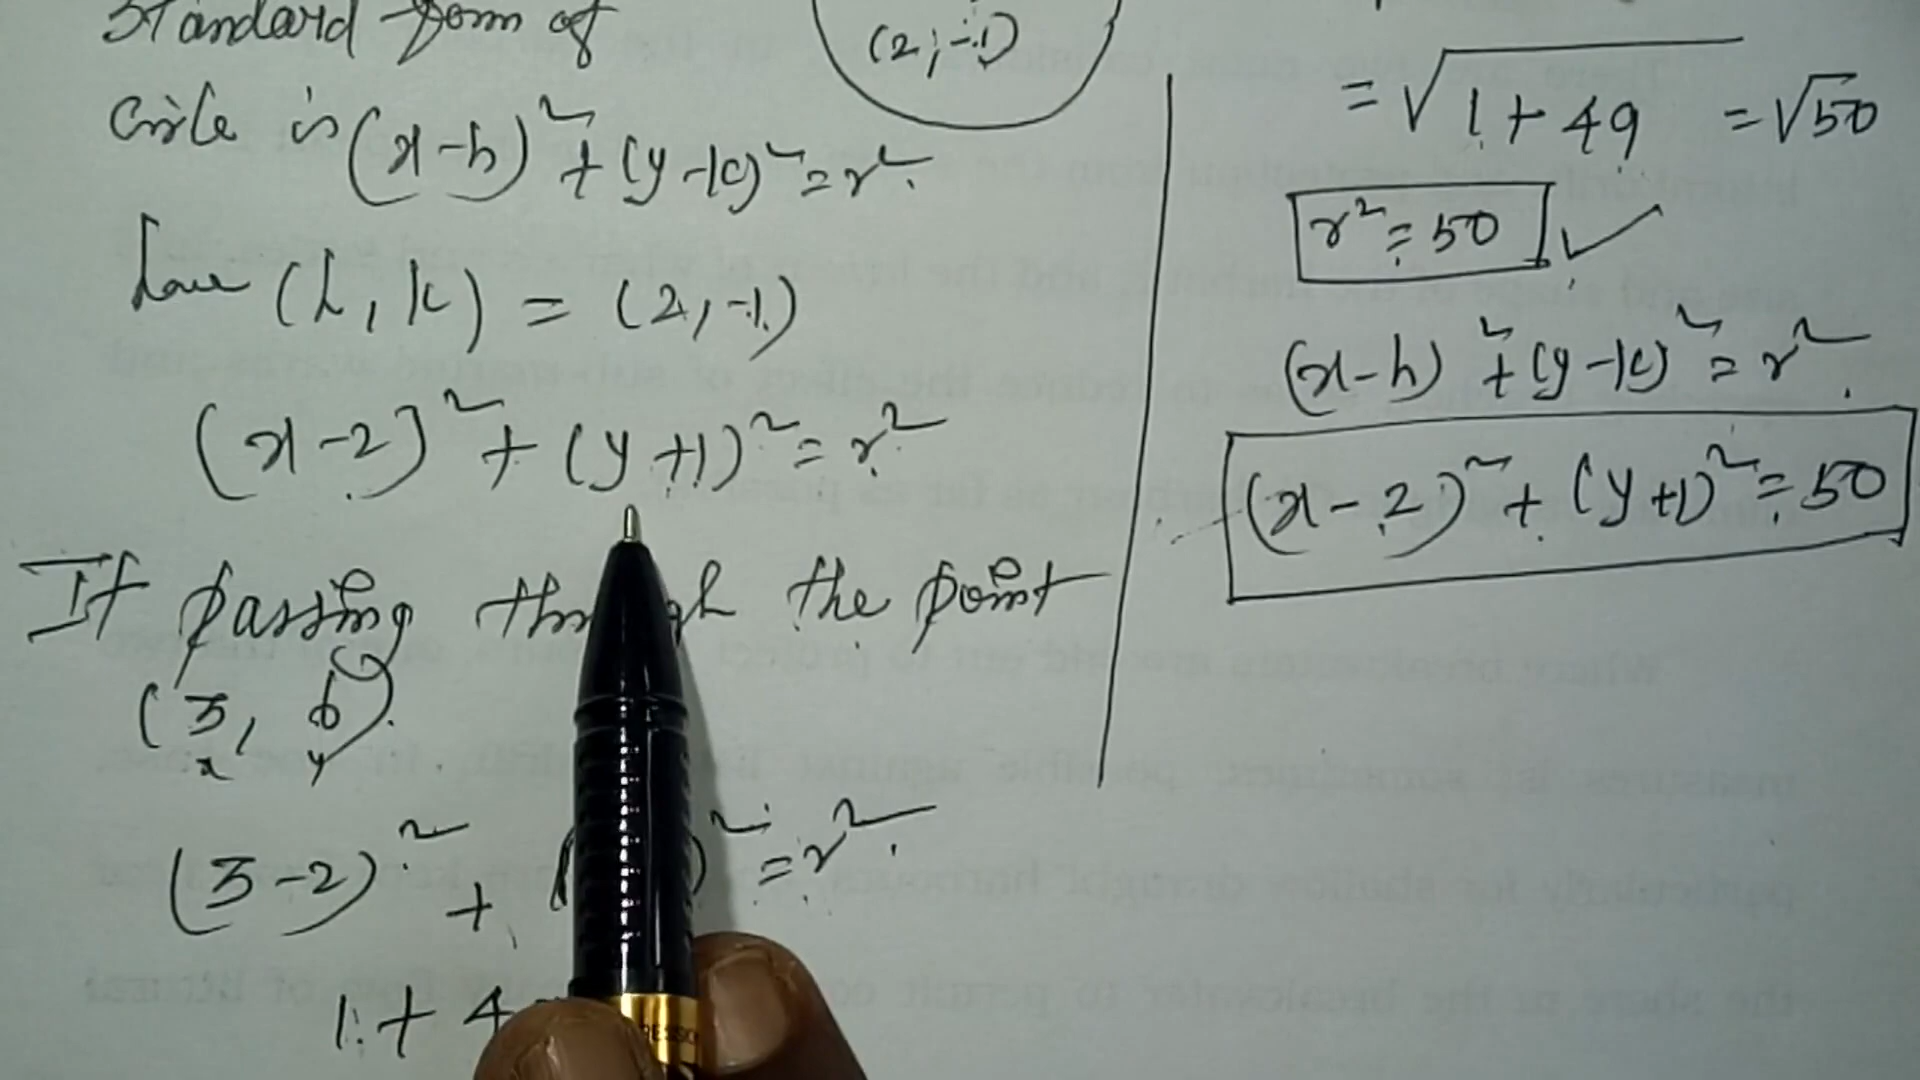 Standard form of
(2, -1)
Circle is (x-h)² + (y-k)² = r².
have (h, k) = (2, -1)
(x-2)² + (y+1)² = r²
It passing through the point
(3, 6).
x y
(3-2)² + ( )² = r².
1 + 4
= √1+49 = √50
r² = 50 ✓
(x-h)² + (y-k)² = r².
(x-2)² + (y+1)² = 50